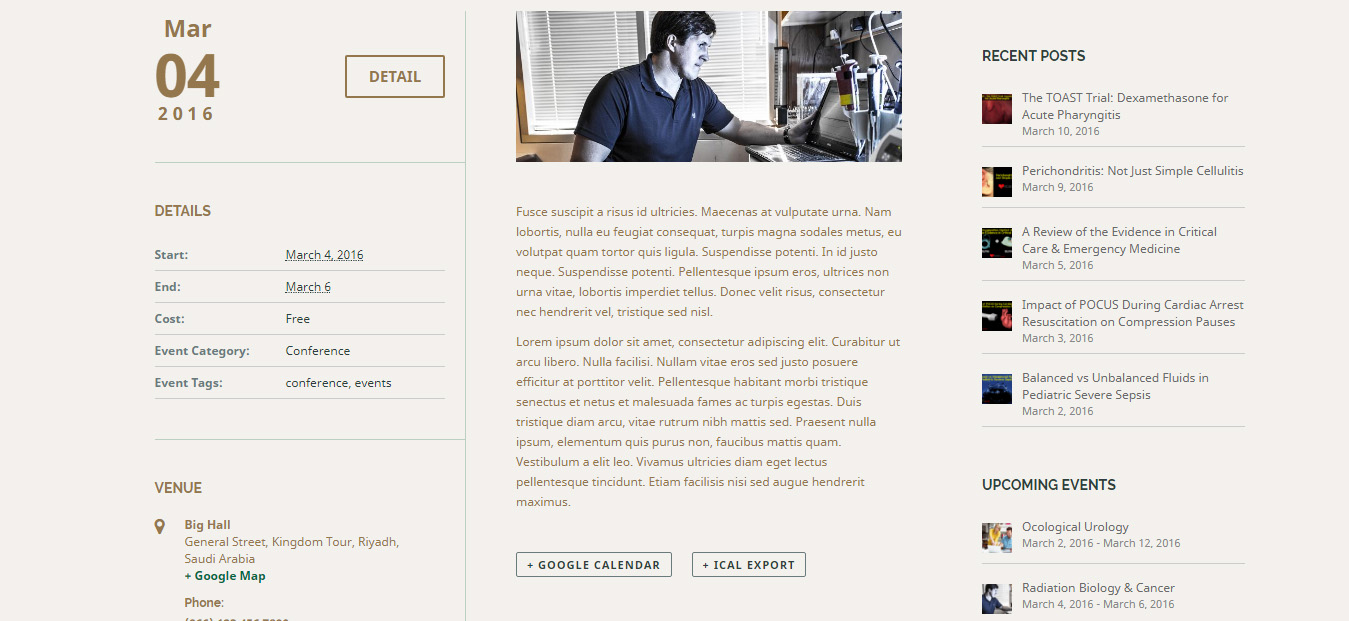 Mar
04
2016
DETAIL
DETAILS
Start: March 4, 2016
End: March 6
Cost: Free
Event Category: Conference
Event Tags: conference, events
VENUE
Big Hall
General Street, Kingdom Tour, Riyadh,
Saudi Arabia
+ Google Map
Phone:
Fusce suscipit a risus id ultricies. Maecenas at vulputate urna. Nam
lobortis, nulla eu feugiat consequat, turpis magna sodales metus, eu
volutpat quam tortor quis ligula. Suspendisse potenti. In id justo
neque. Suspendisse potenti. Pellentesque ipsum eros, ultrices non
urna vitae, lobortis imperdiet tellus. Donec velit risus, consectetur
nec hendrerit vel, tristique sed nisl.
Lorem ipsum dolor sit amet, consectetur adipiscing elit. Curabitur ut
arcu libero. Nulla facilisi. Nullam vitae eros sed justo posuere
efficitur at porttitor velit. Pellentesque habitant morbi tristique
senectus et netus et malesuada fames ac turpis egestas. Duis
tristique diam arcu, vitae rutrum nibh mattis sed. Praesent nulla
ipsum, elementum quis purus non, faucibus mattis quam.
Vestibulum a elit leo. Vivamus ultricies diam eget lectus
pellentesque tincidunt. Etiam facilisis nisi sed augue hendrerit
maximus.
+ GOOGLE CALENDAR
+ ICAL EXPORT
RECENT POSTS
The TOAST Trial: Dexamethasone for
Acute Pharyngitis
March 10, 2016
Perichondritis: Not Just Simple Cellulitis
March 9, 2016
A Review of the Evidence in Critical
Care & Emergency Medicine
March 5, 2016
Impact of POCUS During Cardiac Arrest
Resuscitation on Compression Pauses
March 3, 2016
Balanced vs Unbalanced Fluids in
Pediatric Severe Sepsis
March 2, 2016
UPCOMING EVENTS
Ocological Urology
March 2, 2016 - March 12, 2016
Radiation Biology & Cancer
March 4, 2016 - March 6, 2016